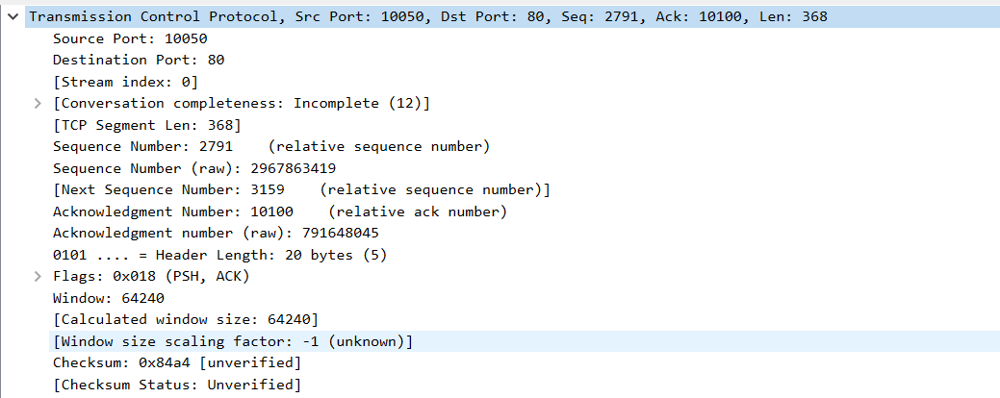 Transmission Control Protocol, Src Port: 10050, Dst Port: 80, Seq: 2791, Ack: 10100, Len: 368
Source Port: 10050
Destination Port: 80
[Stream index: 0]
[Conversation completeness: Incomplete (12)]
[TCP Segment Len: 368]
Sequence Number: 2791    (relative sequence number)
Sequence Number (raw): 2967863419
[Next Sequence Number: 3159    (relative sequence number)]
Acknowledgment Number: 10100    (relative ack number)
Acknowledgment number (raw): 791648045
0101 .... = Header Length: 20 bytes (5)
Flags: 0x018 (PSH, ACK)
Window: 64240
[Calculated window size: 64240]
[Window size scaling factor: -1 (unknown)]
Checksum: 0x84a4 [unverified]
[Checksum Status: Unverified]